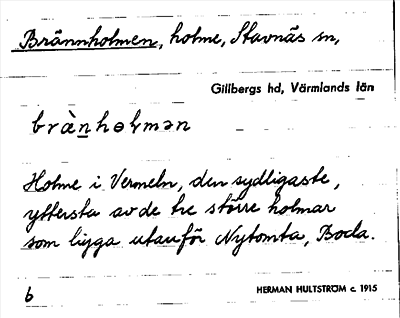 Brännholmen, holme, Stavnäs sn,
Gillbergs hd, Värmlands län
brànhɵlmən
Holme i Vermeln, den sydligaste,
yttersta av de tre större holmar
som ligga utanför Nytomta, Boda.
6 HERMAN HULTSTRÖM c. 1915